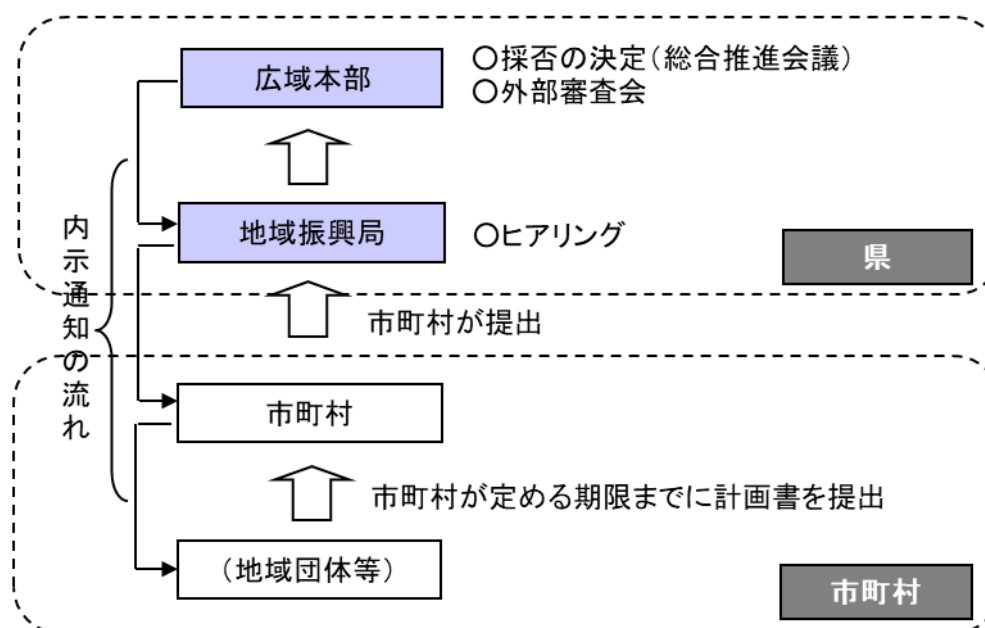 広域本部
○採否の決定（総合推進会議）
○外部審査会
地域振興局
○ヒアリング
県
内示通知の流れ
市町村が提出
市町村
市町村が定める期限までに計画書を提出
（地域団体等）
市町村